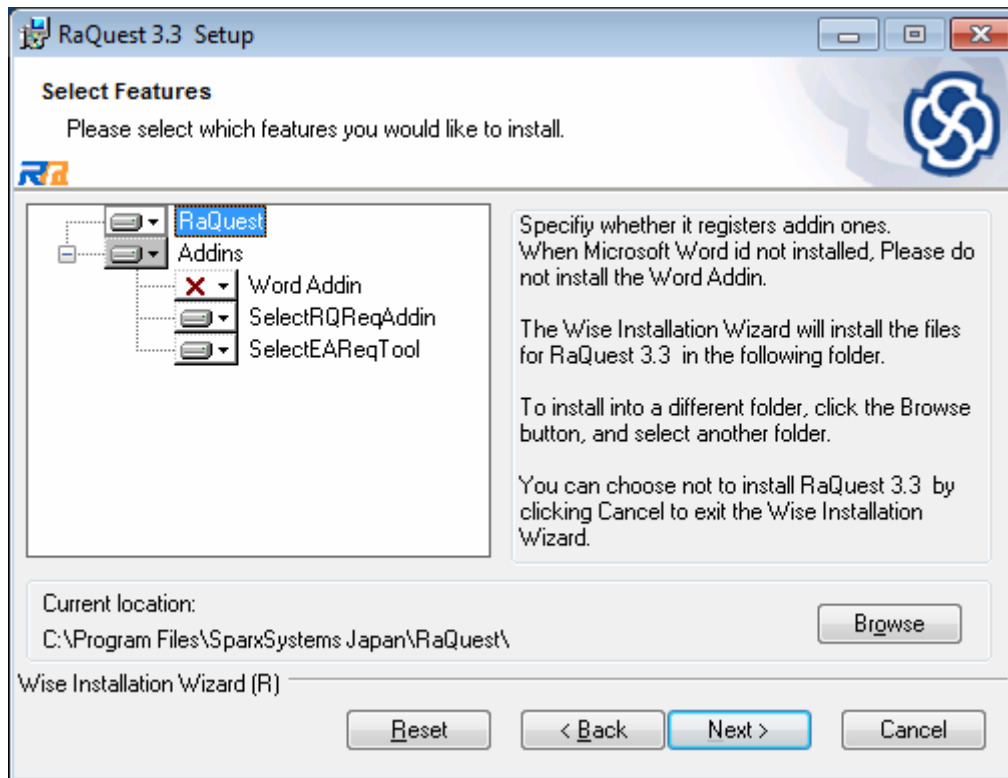 RaQuest 3.3 Setup
Select Features
Please select which features you would like to install.
RaQuest
Addins
Word Addin
SelectRQReqAddin
SelectEAReqTool
Specifiy whether it registers addin ones.
When Microsoft Word id not installed, Please do
not install the Word Addin.
The Wise Installation Wizard will install the files
for RaQuest 3.3 in the following folder.
To install into a different folder, click the Browse
button, and select another folder.
You can choose not to install RaQuest 3.3 by
clicking Cancel to exit the Wise Installation
Wizard.
Current location:
C:\Program Files\SparxSystems Japan\RaQuest\
Browse
Wise Installation Wizard (R)
Reset
< Back
Next >
Cancel